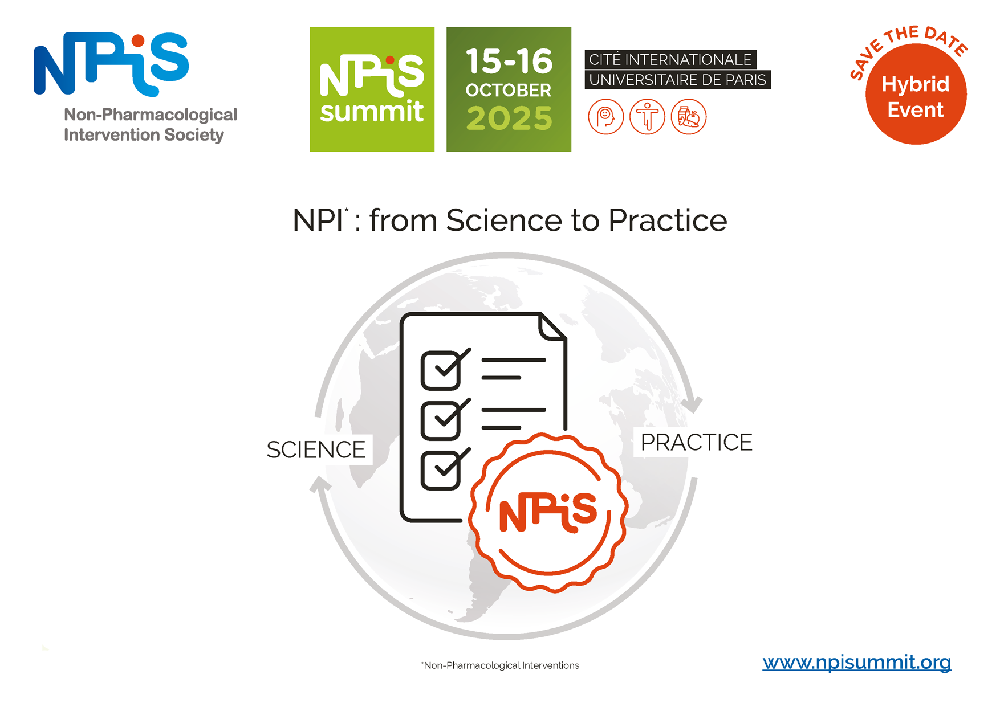 NPiS
Non-Pharmacological
Intervention Society
NPiS
summit
15-16
OCTOBER
2025
CITÉ INTERNATIONALE
UNIVERSITAIRE DE PARIS
SAVE THE DATE
Hybrid
Event
NPI* : from Science to Practice
SCIENCE
PRACTICE
NPiS
*Non-Pharmacological Interventions
www.npisummit.org